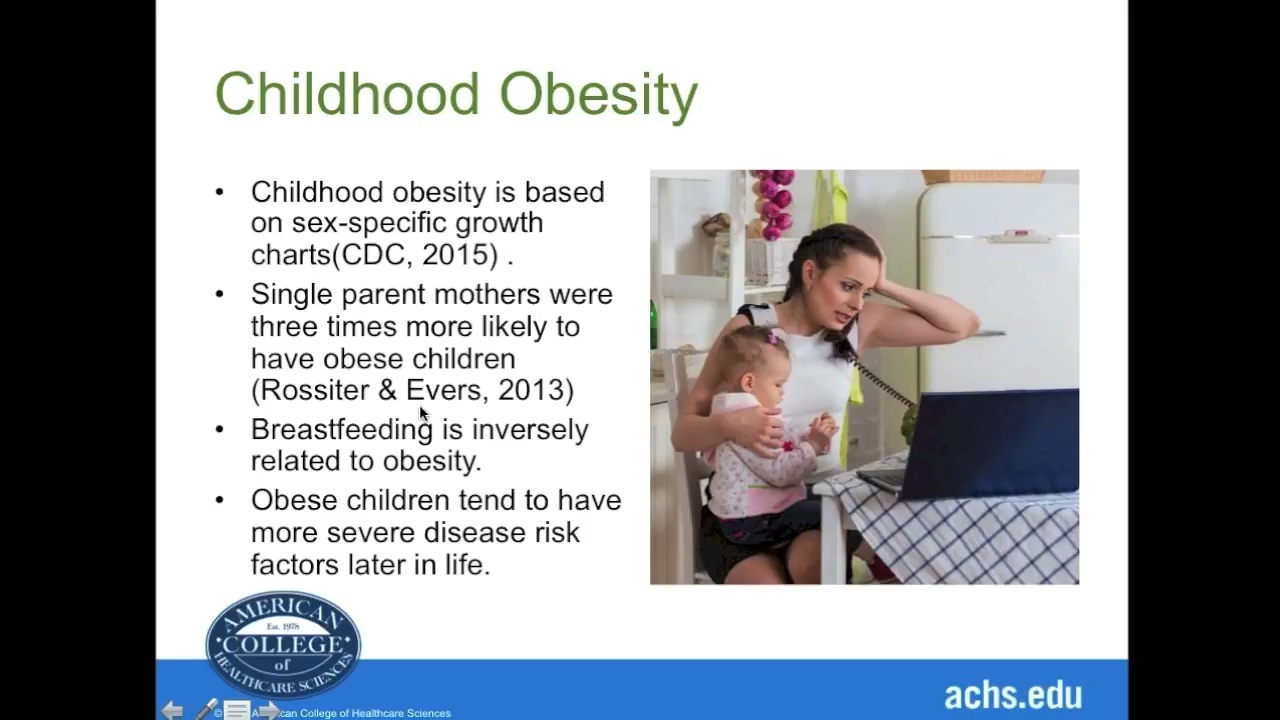 Childhood Obesity
• Childhood obesity is based
on sex-specific growth
charts(CDC, 2015) .
• Single parent mothers were
three times more likely to
have obese children
(Rossiter & Evers, 2013)
• Breastfeeding is inversely
related to obesity.
• Obese children tend to have
more severe disease risk
factors later in life.
AMERICAN
Est. 1978
COLLEGE
of
HEALTHCARE SCIENCES
© American College of Healthcare Sciences
achs.edu